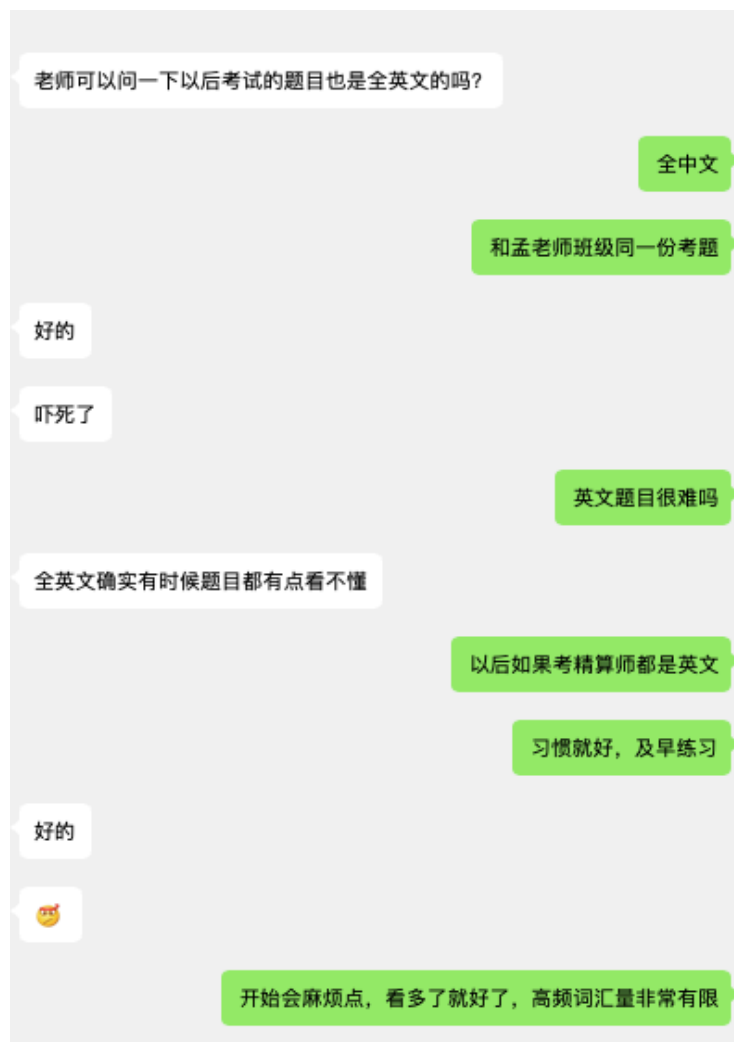 老师可以问一下以后考试的题目也是全英文的吗?
全中文
和孟老师班级同一份考题
好的
吓死了
英文题目很难吗
全英文确实有时候题目都有点看不懂
以后如果考精算师都是英文
习惯就好，及早练习
好的
开始会麻烦点，看多了就好了，高频词汇量非常有限